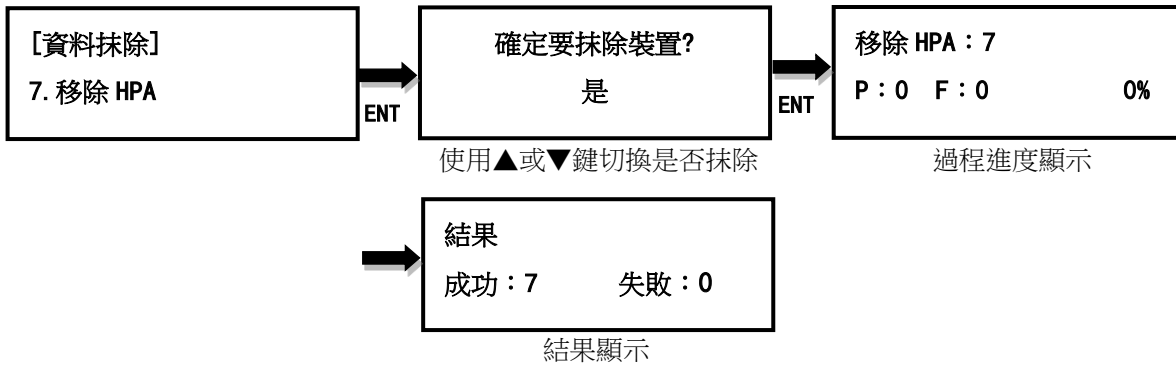 [資料抹除]
7. 移除 HPA
ENT
確定要抹除裝置?
是
使用▲或▼鍵切換是否抹除
ENT
移除 HPA：7
P：0 F：0 0%
過程進度顯示
結果
成功：7 失敗：0
結果顯示